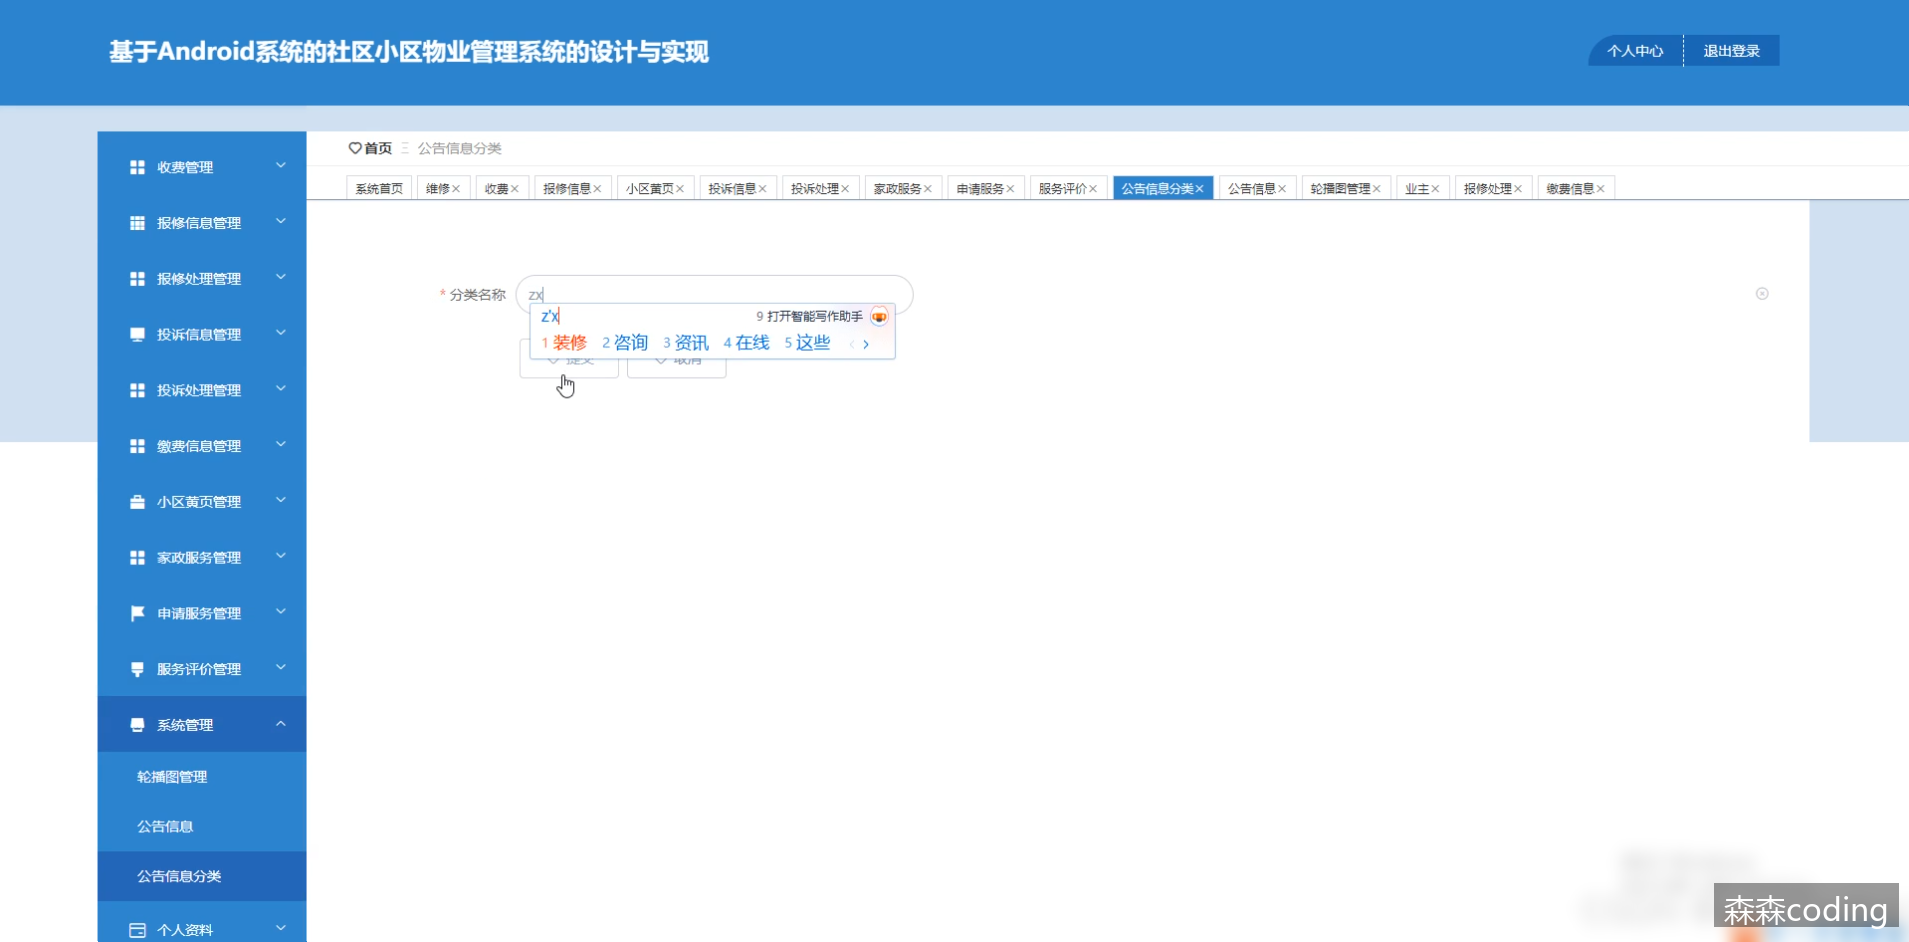 基于Android系统的社区小区物业管理系统的设计与实现
个人中心
退出登录
收费管理
报修信息管理
报修处理管理
投诉信息管理
投诉处理管理
缴费信息管理
小区黄页管理
家政服务管理
申请服务管理
服务评价管理
系统管理
轮播图管理
公告信息
公告信息分类
个人资料
首页 公告信息分类
系统首页 维修 收费 报修信息 小区黄页 投诉信息 投诉处理 家政服务 申请服务 服务评价 公告信息分类 公告信息 轮播图管理 业主 报修处理 缴费信息
* 分类名称 zx
z'x 9 打开智能写作助手
1 装修 2 咨询 3 资讯 4 在线 5 这些
提交 取消
森森coding